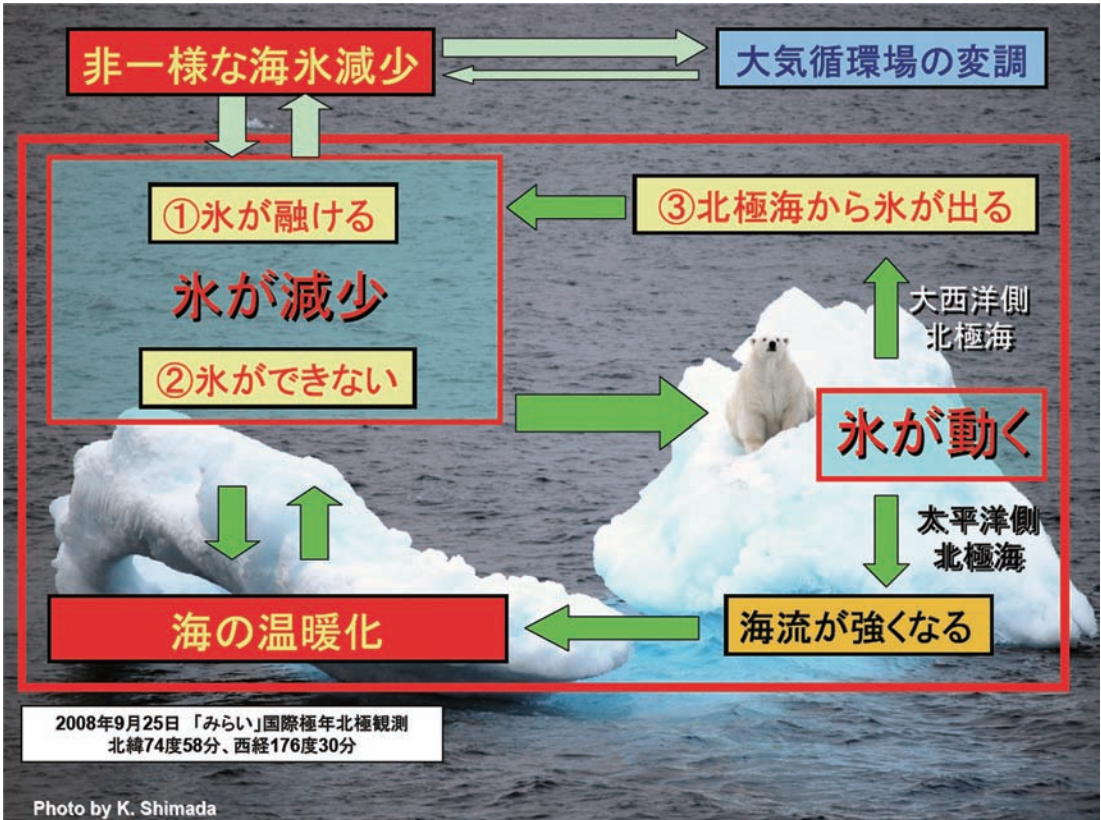 非一様な海氷減少
大気循環場の変調
①氷が融ける
③北極海から氷が出る
氷が減少
大西洋側
北極海
②氷ができない
氷が動く
太平洋側
北極海
海の温暖化
海流が強くなる
2008年9月25日 「みらい」国際極年北極観測
北緯74度58分、西経176度30分
Photo by K. Shimada